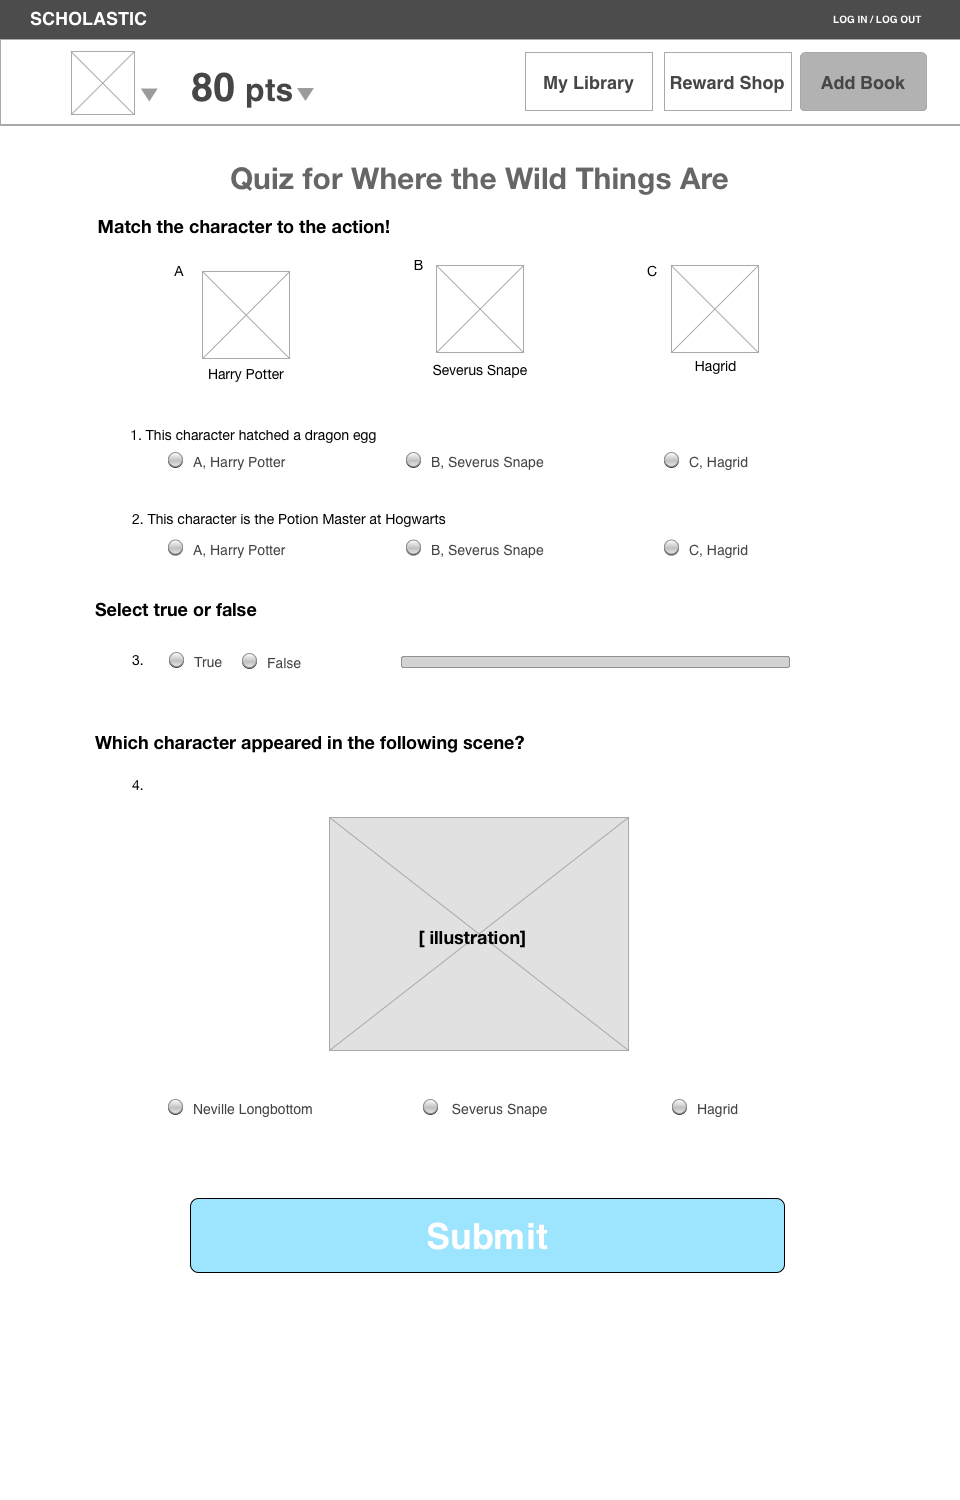 SCHOLASTIC
LOG IN / LOG OUT
80 pts
My Library
Reward Shop
Add Book
Quiz for Where the Wild Things Are
Match the character to the action!
A
B
C
Harry Potter
Severus Snape
Hagrid
1. This character hatched a dragon egg
A, Harry Potter
B, Severus Snape
C, Hagrid
2. This character is the Potion Master at Hogwarts
A, Harry Potter
B, Severus Snape
C, Hagrid
Select true or false
3.
True
False
Which character appeared in the following scene?
4.
[ illustration]
Neville Longbottom
Severus Snape
Hagrid
Submit